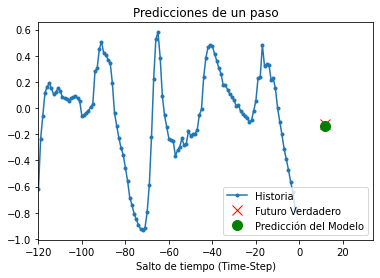 Predicciones de un paso
0.6
0.4
0.2
0.0
−0.2
−0.4
−0.6
−0.8
−1.0
Historia
Futuro Verdadero
Predicción del Modelo
−120 −100 −80 −60 −40 −20 0 20
Salto de tiempo (Time-Step)